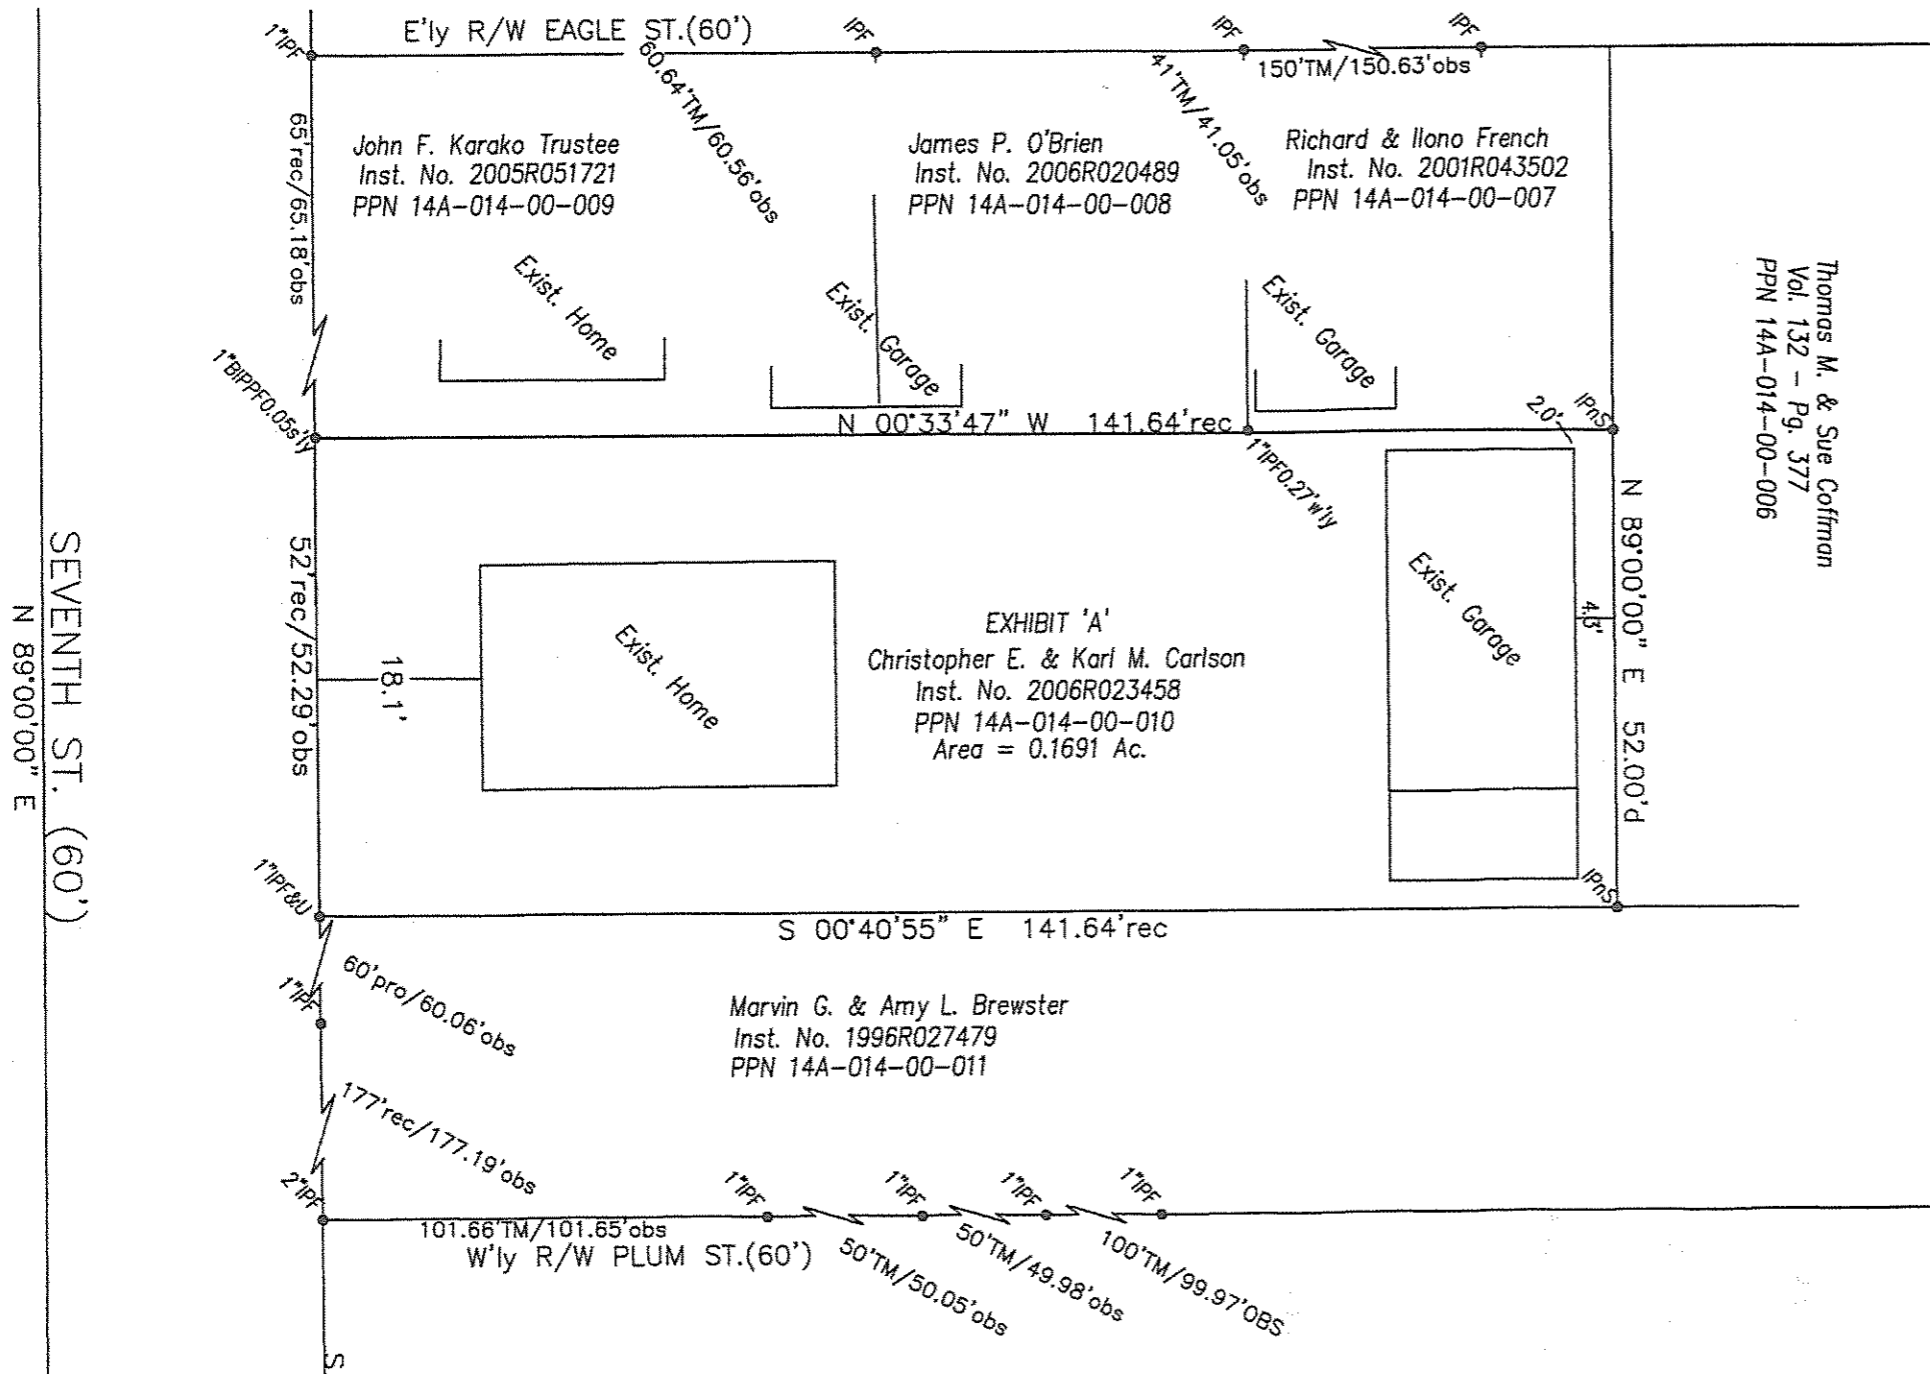 E'ly R/W EAGLE ST.(60')
1"IPF
IPF
IPF
IPF
60.64'TM/60.56'obs
41'TM/41.05'obs
150'TM/150.63'obs
65'rec/65.18'obs
John F. Karako Trustee
Inst. No. 2005R051721
PPN 14A-014-00-009
James P. O'Brien
Inst. No. 2006R020489
PPN 14A-014-00-008
Richard & Ilono French
Inst. No. 2001R043502
PPN 14A-014-00-007
Thomas M. & Sue Coffman
Vol. 132 - Pg. 377
PPN 14A-014-00-006
Exist. Home
Exist. Garage
Exist. Garage
1"BIPPF0.05s'ly
N 00°33'47" W 141.64'rec
1"IPF0.27'w'ly
2.0'
IPnS
N 89°00'00" E 52.00'd
52'rec/52.29'obs
18.1'
Exist. Home
EXHIBIT 'A'
Christopher E. & Karl M. Carlson
Inst. No. 2006R023458
PPN 14A-014-00-010
Area = 0.1691 Ac.
Exist. Garage
IPnS
SEVENTH ST. (60')
N 89°00'00" E
1"IPF&U
S 00°40'55" E 141.64'rec
60'pro/60.06'obs
1"IPF
Marvin G. & Amy L. Brewster
Inst. No. 1996R027479
PPN 14A-014-00-011
177'rec/177.19'obs
2"IPF
1"IPF
1"IPF
1"IPF
1"IPF
101.66'TM/101.65'obs
W'ly R/W PLUM ST.(60')
50'TM/50.05'obs
50'TM/49.98'obs
100'TM/99.97'OBS
S